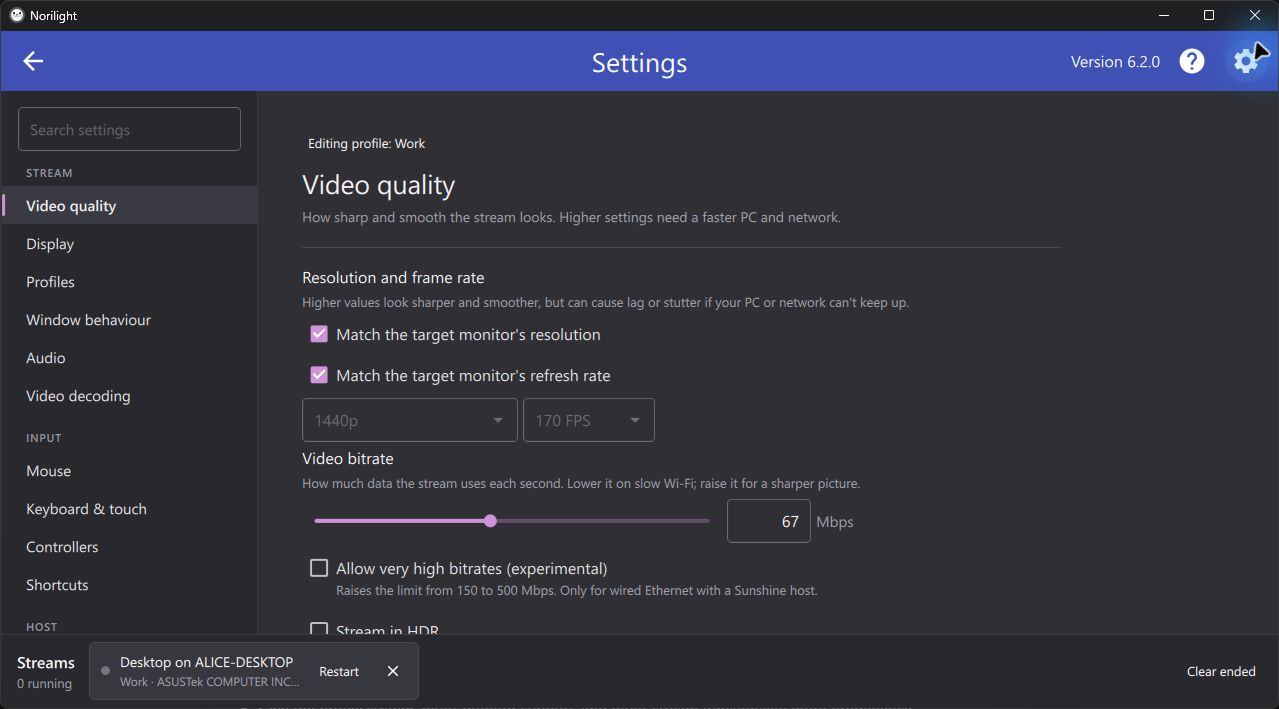 Norilight
Settings
Version 6.2.0
Search settings
Editing profile: Work
STREAM
Video quality
Display
Profiles
Window behaviour
Audio
Video decoding
INPUT
Mouse
Keyboard & touch
Controllers
Shortcuts
HOST
Video quality
How sharp and smooth the stream looks. Higher settings need a faster PC and network.
Resolution and frame rate
Higher values look sharper and smoother, but can cause lag or stutter if your PC or network can't keep up.
Match the target monitor's resolution
Match the target monitor's refresh rate
1440p 170 FPS
Video bitrate
How much data the stream uses each second. Lower it on slow Wi-Fi; raise it for a sharper picture.
67 Mbps
Allow very high bitrates (experimental)
Raises the limit from 150 to 500 Mbps. Only for wired Ethernet with a Sunshine host.
Stream in HDR
Streams
0 running
Desktop on ALICE-DESKTOP
Work · ASUSTek COMPUTER INC...
Restart
Clear ended